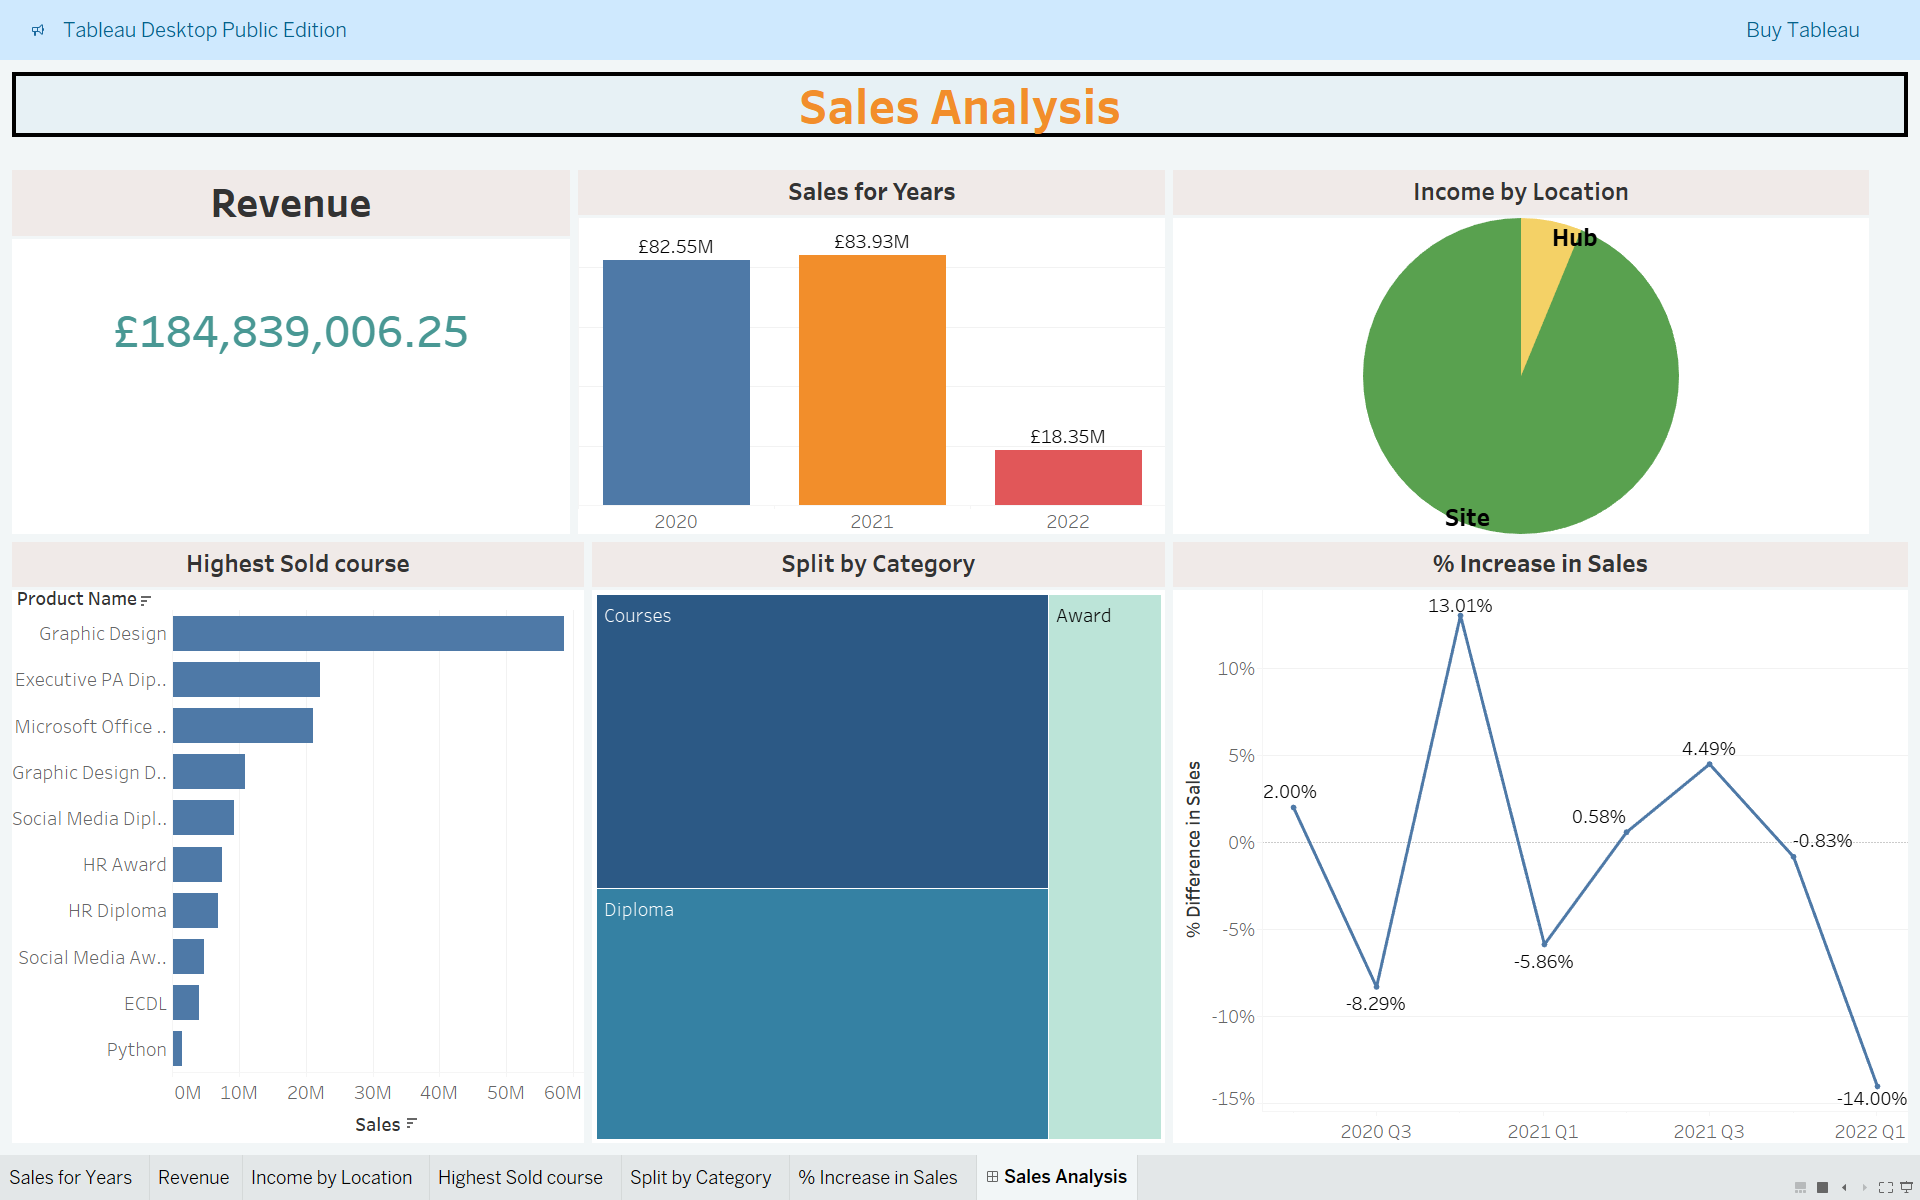 Tableau Desktop Public Edition
Buy Tableau
Sales Analysis
Revenue
£184,839,006.25
Sales for Years
£82.55M
£83.93M
£18.35M
2020
2021
2022
Income by Location
Hub
Site
Highest Sold course
Product Name
Graphic Design
Executive PA Dip..
Microsoft Office ..
Graphic Design D..
Social Media Dipl..
HR Award
HR Diploma
Social Media Aw..
ECDL
Python
0M 10M 20M 30M 40M 50M 60M
Sales
Split by Category
Courses
Award
Diploma
% Increase in Sales
% Difference in Sales
10%
5%
0%
-5%
-10%
-15%
2.00%
-8.29%
13.01%
-5.86%
0.58%
4.49%
-0.83%
-14.00%
2020 Q3
2021 Q1
2021 Q3
2022 Q1
Sales for Years
Revenue
Income by Location
Highest Sold course
Split by Category
% Increase in Sales
Sales Analysis